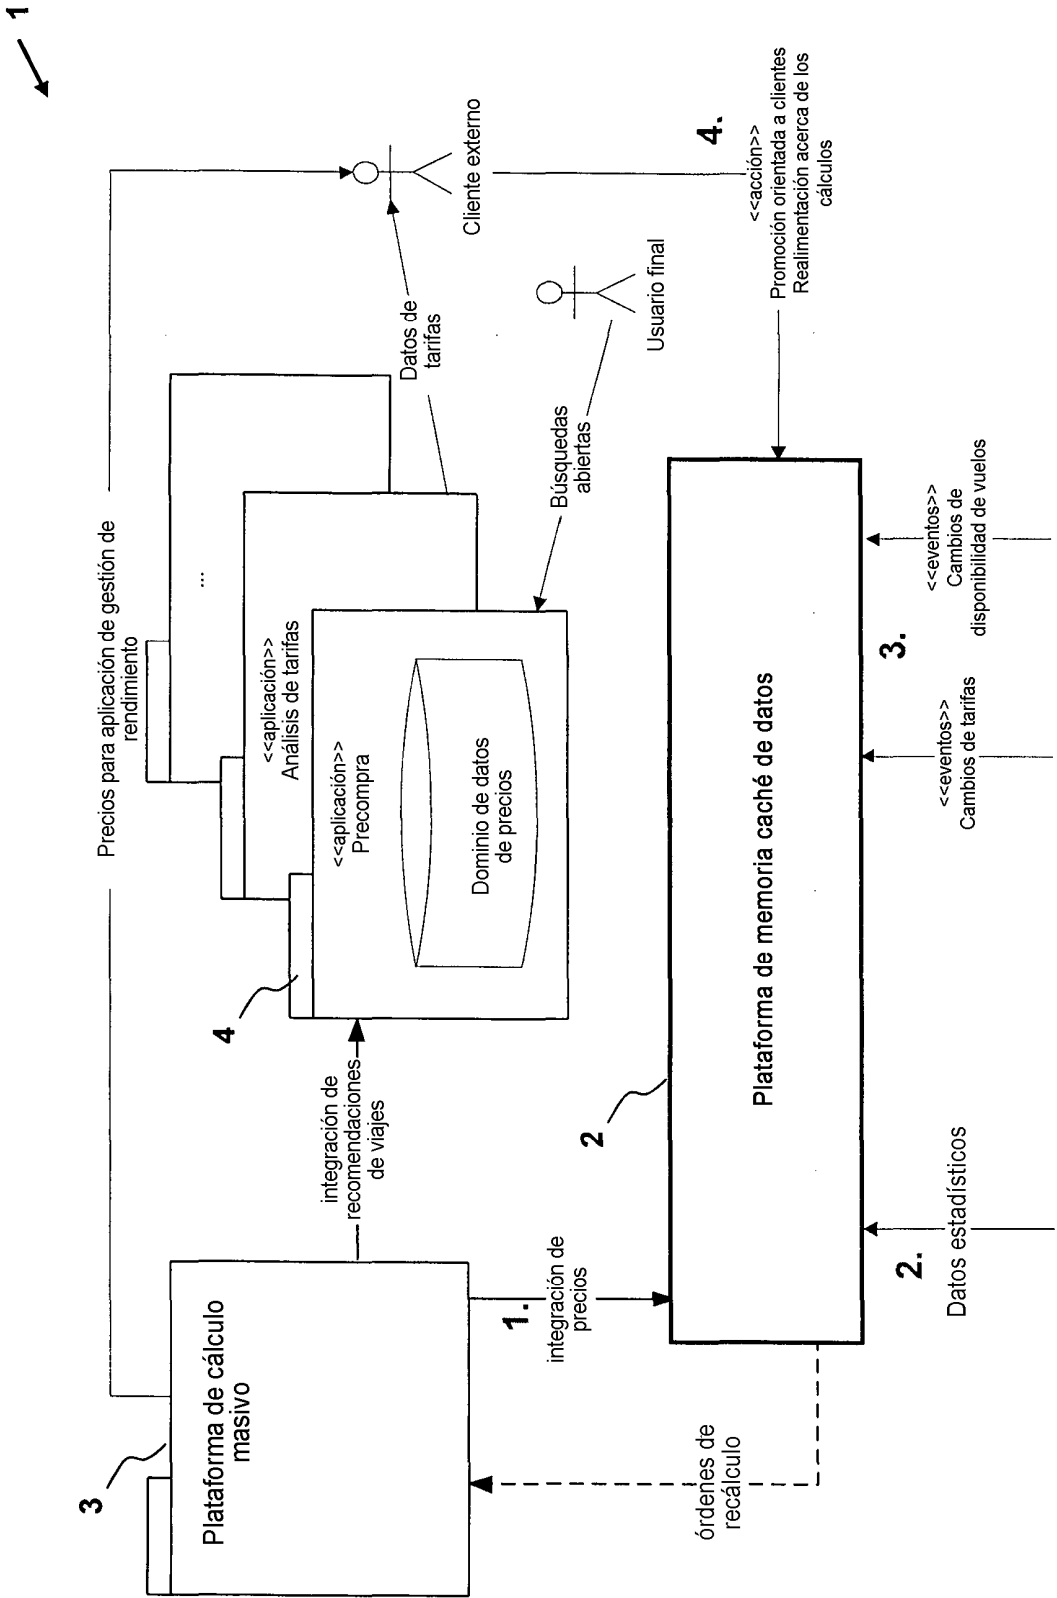 1
Precios para aplicación de gestión de
rendimiento
3
Plataforma de cálculo
masivo
integración de
recomendaciones
de viajes
4
<<aplicación>>
Precompra
Dominio de datos
de precios
<<aplicación>>
Análisis de tarifas
...
Datos de
tarifas
Cliente externo
Búsquedas
abiertas
Usuario final
4.
<<acción>>
Promoción orientada a clientes
Realimentación acerca de los
cálculos
1.
integración de
precios
2
Plataforma de memoria caché de datos
órdenes de
recálculo
2.
Datos estadísticos
3.
<<eventos>>
Cambios de tarifas
<<eventos>>
Cambios de
disponibilidad de vuelos